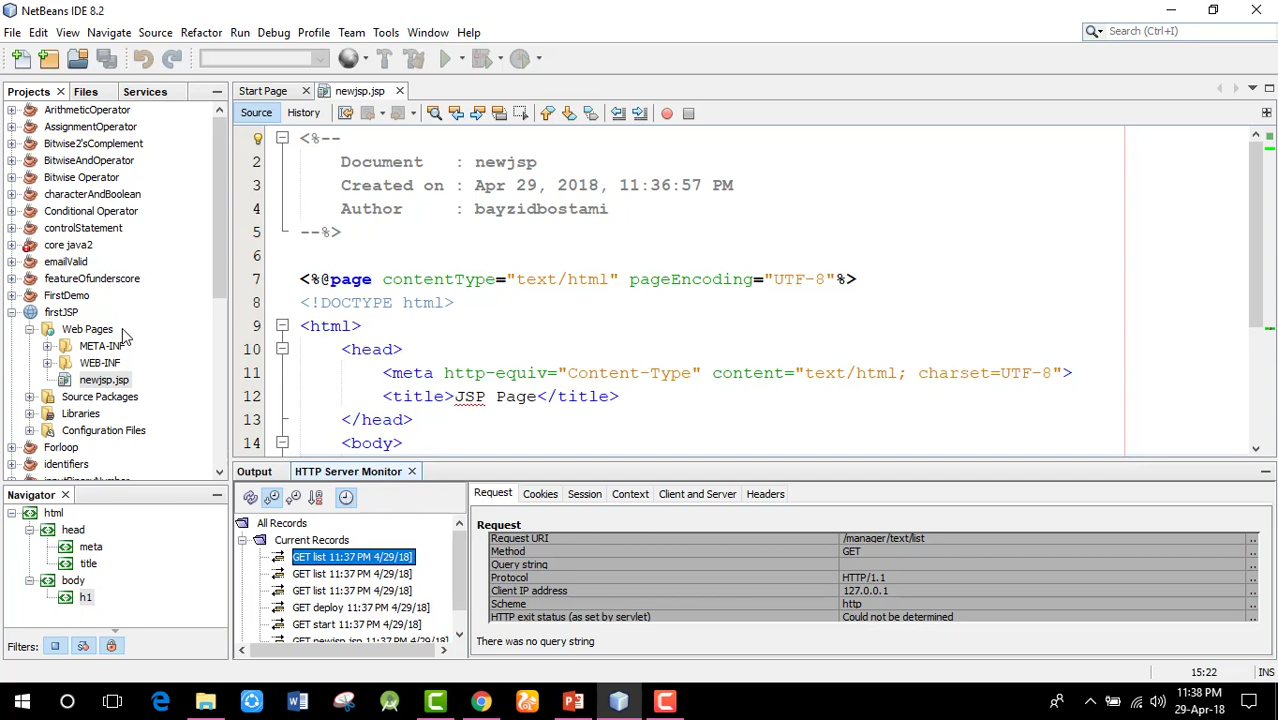 NetBeans IDE 8.2
File Edit View Navigate Source Refactor Run Debug Profile Team Tools Window Help
Search (Ctrl+I)
Projects Files Services
ArithmeticOperator
AssignmentOperator
Bitwise2'sComplement
BitwiseAndOperator
Bitwise Operator
characterAndBoolean
Conditional Operator
controlStatement
core java2
emailValid
featureOfunderscore
FirstDemo
firstJSP
Web Pages
META-INF
WEB-INF
newjsp.jsp
Source Packages
Libraries
Configuration Files
Forloop
identifiers
Start Page newjsp.jsp
Source History
<%--
2 Document : newjsp
3 Created on : Apr 29, 2018, 11:36:57 PM
4 Author : bayzidbostami
5 --%>
6
7 <%@page contentType="text/html" pageEncoding="UTF-8"%>
8 <!DOCTYPE html>
9 <html>
10 <head>
11 <meta http-equiv="Content-Type" content="text/html; charset=UTF-8">
12 <title>JSP Page</title>
13 </head>
14 <body>
Navigator
html
head
meta
title
body
h1
Filters:
Output HTTP Server Monitor
All Records
Current Records
GET list 11:37 PM 4/29/18]
GET list 11:37 PM 4/29/18]
GET list 11:37 PM 4/29/18]
GET deploy 11:37 PM 4/29/18]
GET start 11:37 PM 4/29/18]
GET newjsp.jsp 11:37 PM 4/29/18]
Request Cookies Session Context Client and Server Headers
Request
Request URI /manager/text/list
Method GET
Query string
Protocol HTTP/1.1
Client IP address 127.0.0.1
Scheme http
HTTP exit status (as set by servlet) Could not be determined
There was no query string
15:22 INS
11:38 PM
29-Apr-18